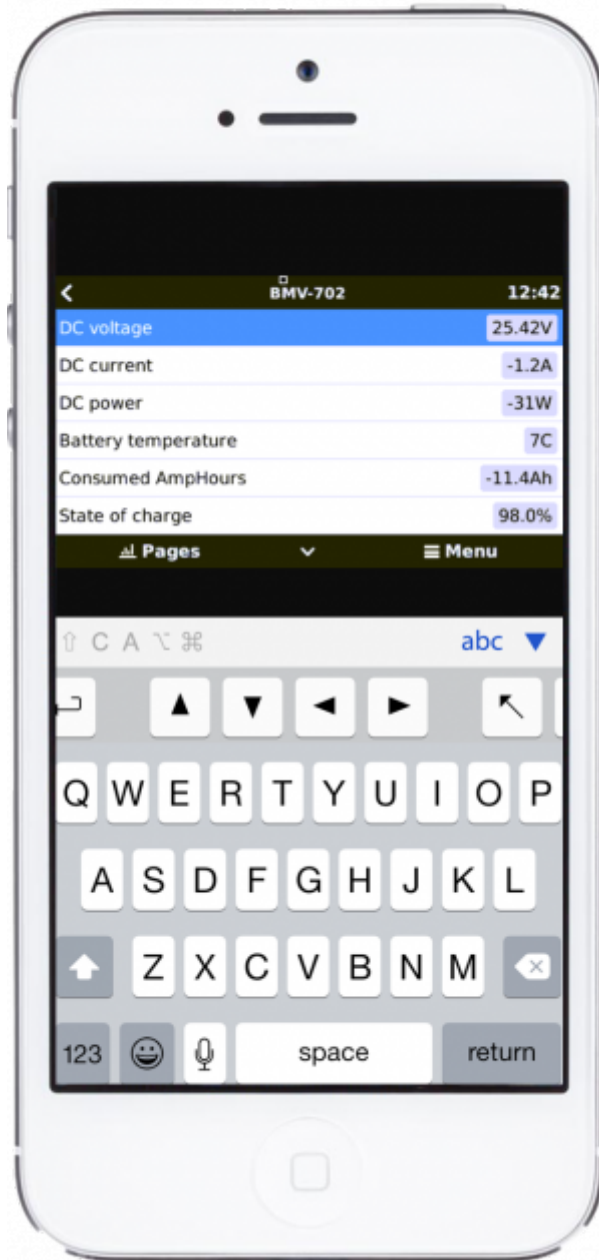 BMV-702 12:42
DC voltage 25.42V
DC current -1.2A
DC power -31W
Battery temperature 7C
Consumed AmpHours -11.4Ah
State of charge 98.0%
Pages Menu
⇧ C A ⌥ ⌘ abc ▼
Q W E R T Y U I O P
A S D F G H J K L
Z X C V B N M
123 space return